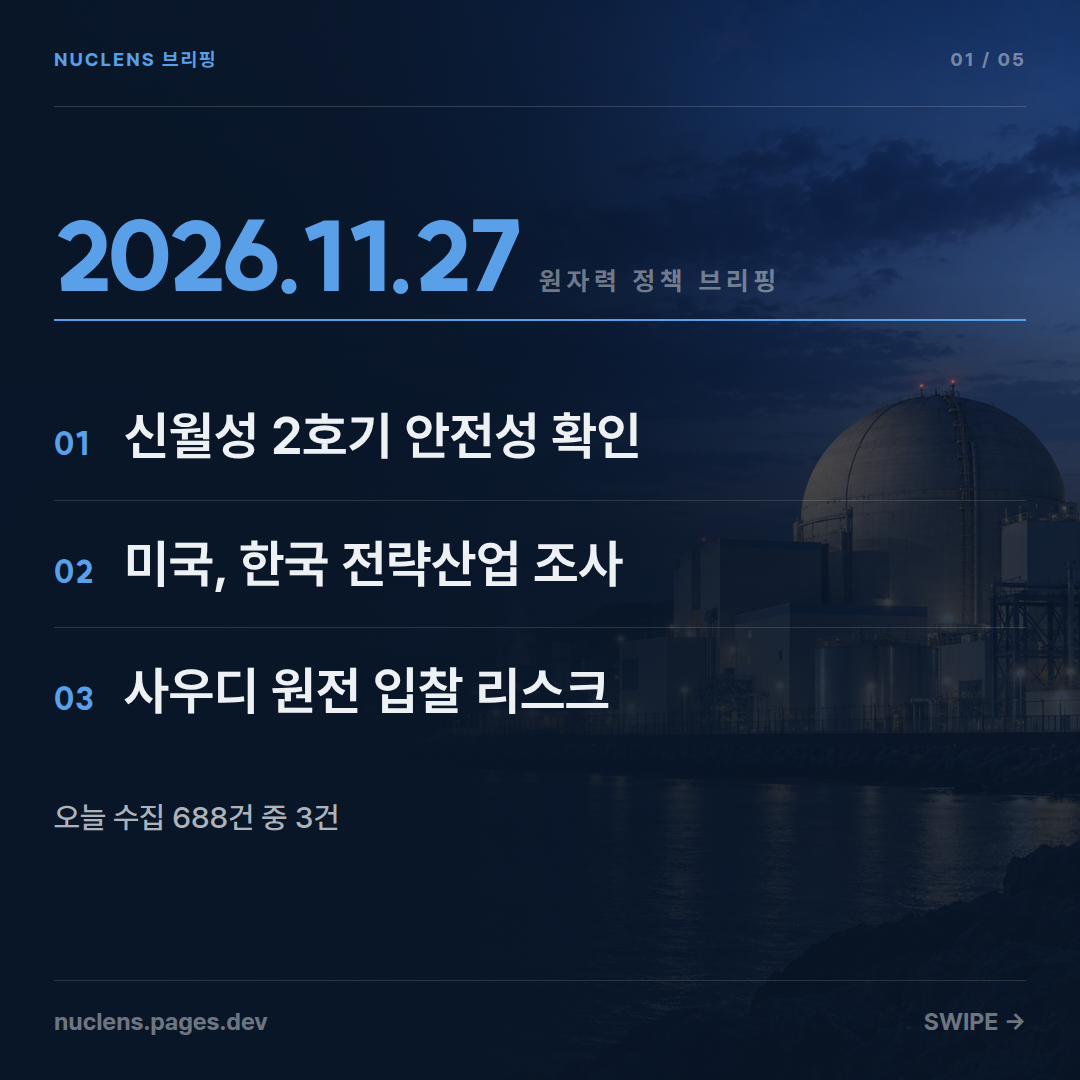 NUCLENS 브리핑
01 / 05
2026.11.27 원자력 정책 브리핑
01 신월성 2호기 안전성 확인
02 미국, 한국 전략산업 조사
03 사우디 원전 입찰 리스크
오늘 수집 688건 중 3건
nuclens.pages.dev
SWIPE →